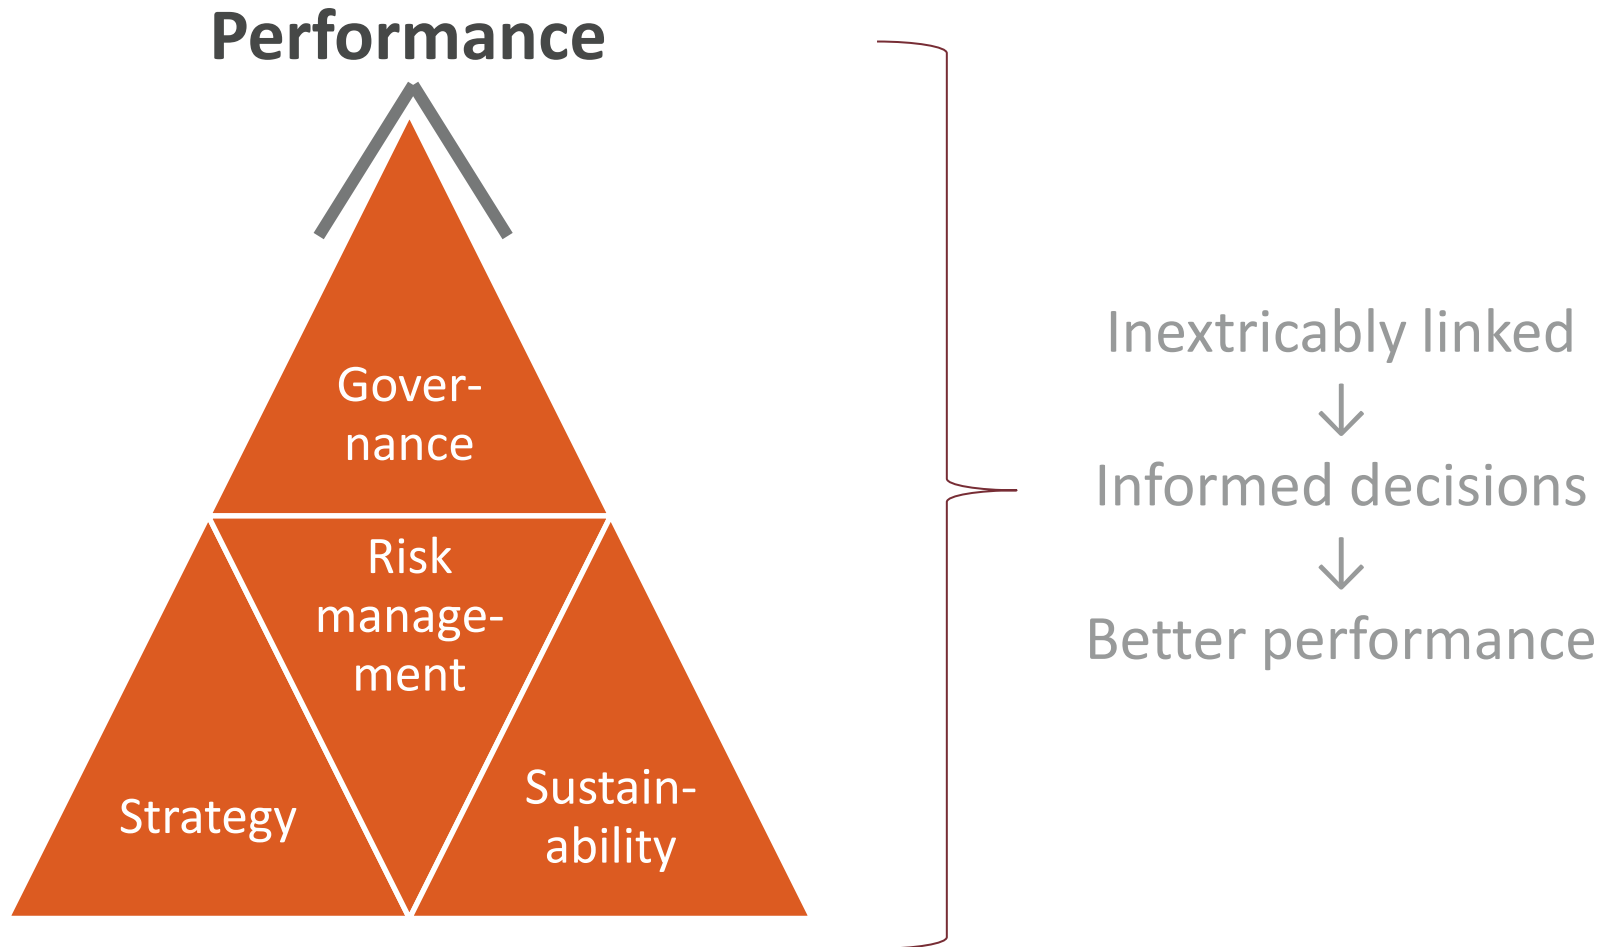 Performance
Gover-
nance
Risk
manage-
ment
Strategy
Sustain-
ability
Inextricably linked
↓
Informed decisions
↓
Better performance